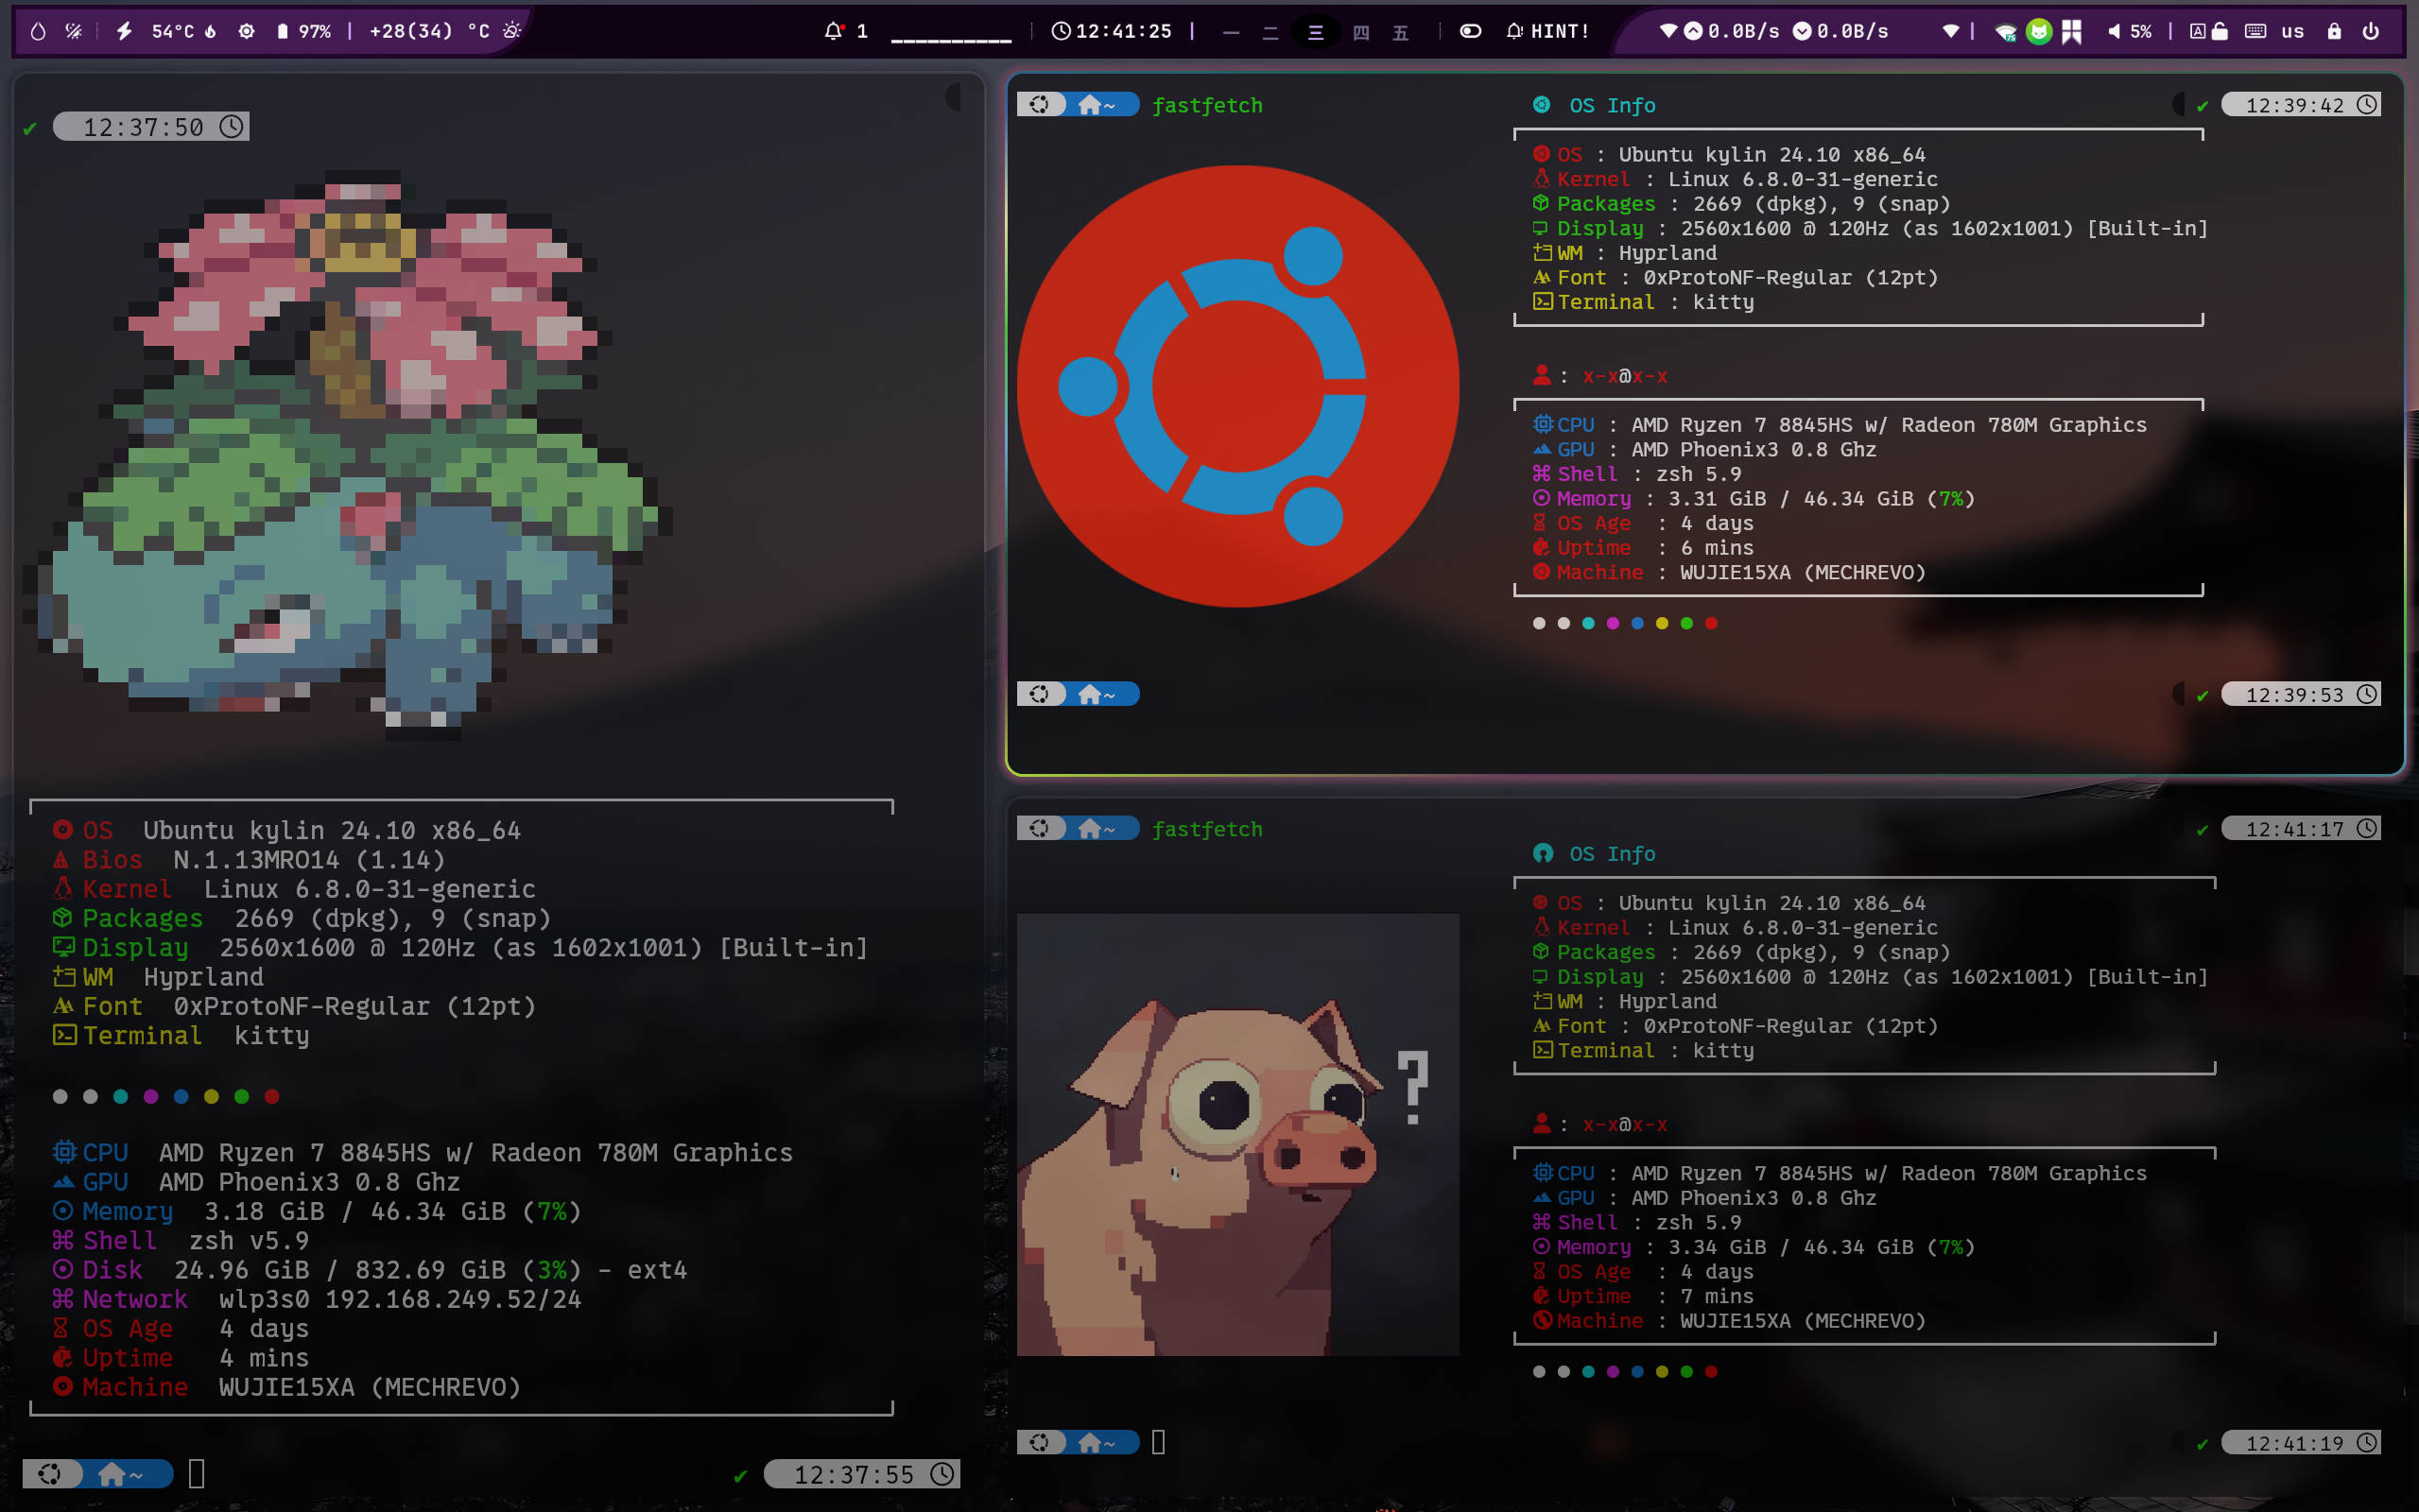 54°C 97% | +28(34) °C 1 __________ 12:41:25 | 一 二 三 四 五 HINT! 0.0B/s 0.0B/s | 5% | A us
12:37:50
OS Ubuntu kylin 24.10 x86_64
Bios N.1.13MRO14 (1.14)
Kernel Linux 6.8.0-31-generic
Packages 2669 (dpkg), 9 (snap)
Display 2560x1600 @ 120Hz (as 1602x1001) [Built-in]
WM Hyprland
Font 0xProtoNF-Regular (12pt)
Terminal kitty
CPU AMD Ryzen 7 8845HS w/ Radeon 780M Graphics
GPU AMD Phoenix3 0.8 Ghz
Memory 3.18 GiB / 46.34 GiB (7%)
Shell zsh v5.9
Disk 24.96 GiB / 832.69 GiB (3%) - ext4
Network wlp3s0 192.168.249.52/24
OS Age 4 days
Uptime 4 mins
Machine WUJIE15XA (MECHREVO)
~ 12:37:55
~ fastfetch 12:39:42
OS Info
OS : Ubuntu kylin 24.10 x86_64
Kernel : Linux 6.8.0-31-generic
Packages : 2669 (dpkg), 9 (snap)
Display : 2560x1600 @ 120Hz (as 1602x1001) [Built-in]
WM : Hyprland
Font : 0xProtoNF-Regular (12pt)
Terminal : kitty
: x-x@x-x
CPU : AMD Ryzen 7 8845HS w/ Radeon 780M Graphics
GPU : AMD Phoenix3 0.8 Ghz
Shell : zsh 5.9
Memory : 3.31 GiB / 46.34 GiB (7%)
OS Age : 4 days
Uptime : 6 mins
Machine : WUJIE15XA (MECHREVO)
~ 12:39:53
~ fastfetch 12:41:17
OS Info
OS : Ubuntu kylin 24.10 x86_64
Kernel : Linux 6.8.0-31-generic
Packages : 2669 (dpkg), 9 (snap)
Display : 2560x1600 @ 120Hz (as 1602x1001) [Built-in]
WM : Hyprland
Font : 0xProtoNF-Regular (12pt)
Terminal : kitty
?
: x-x@x-x
CPU : AMD Ryzen 7 8845HS w/ Radeon 780M Graphics
GPU : AMD Phoenix3 0.8 Ghz
Shell : zsh 5.9
Memory : 3.34 GiB / 46.34 GiB (7%)
OS Age : 4 days
Uptime : 7 mins
Machine : WUJIE15XA (MECHREVO)
~ 12:41:19